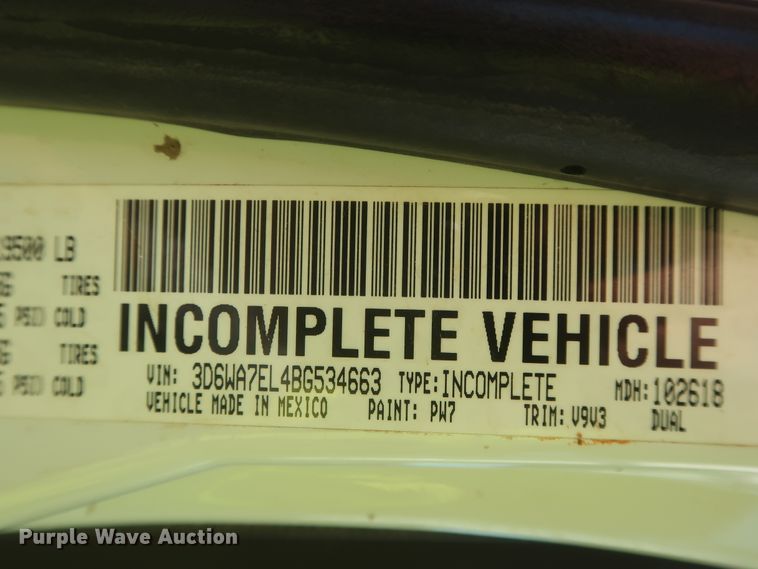 19500 LB
G TIRES
PSI) COLD
G TIRES
PSI) COLD
INCOMPLETE VEHICLE
VIN: 3D6WA7EL4BG534663 TYPE:INCOMPLETE MDH:102618
VEHICLE MADE IN MEXICO PAINT: PW7 TRIM:V9V3 DUAL
Purple Wave Auction